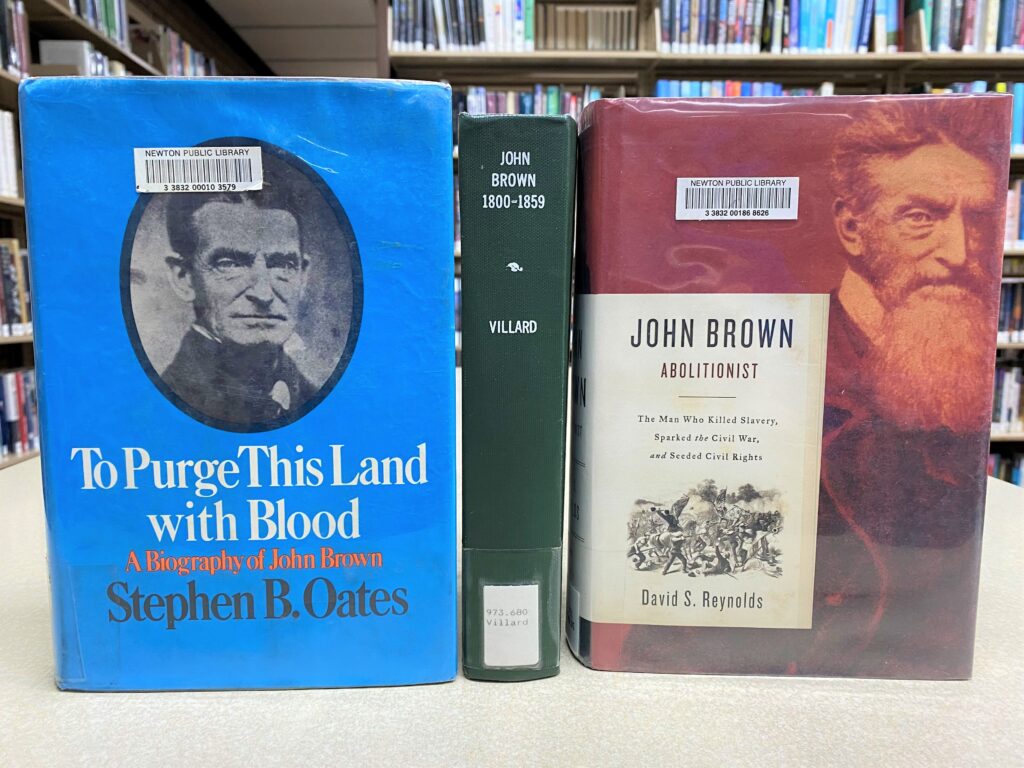 NEWTON PUBLIC LIBRARY
3 3832 00010 3579
To Purge This Land
with Blood
A Biography of John Brown
Stephen B. Oates
JOHN
BROWN
1800-1859
VILLARD
973.680
Villard
NEWTON PUBLIC LIBRARY
3 3832 00186 8626
JOHN BROWN
ABOLITIONIST
The Man Who Killed Slavery,
Sparked the Civil War,
and Seeded Civil Rights
David S. Reynolds